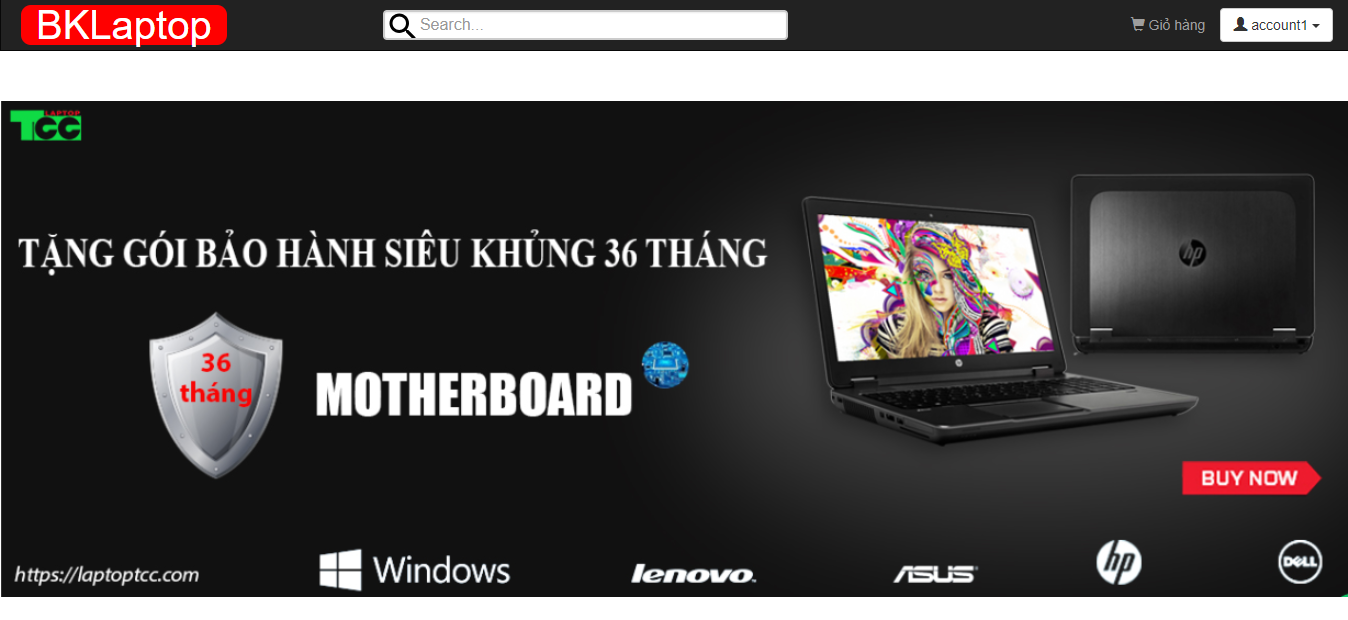 BKLaptop
Search...
Giỏ hàng
account1
LAPTOP
TCC
TẶNG GÓI BẢO HÀNH SIÊU KHỦNG 36 THÁNG
hp
36
tháng
MOTHERBOARD
BUY NOW
https://laptoptcc.com
Windows
lenovo
ASUS
hp
DELL